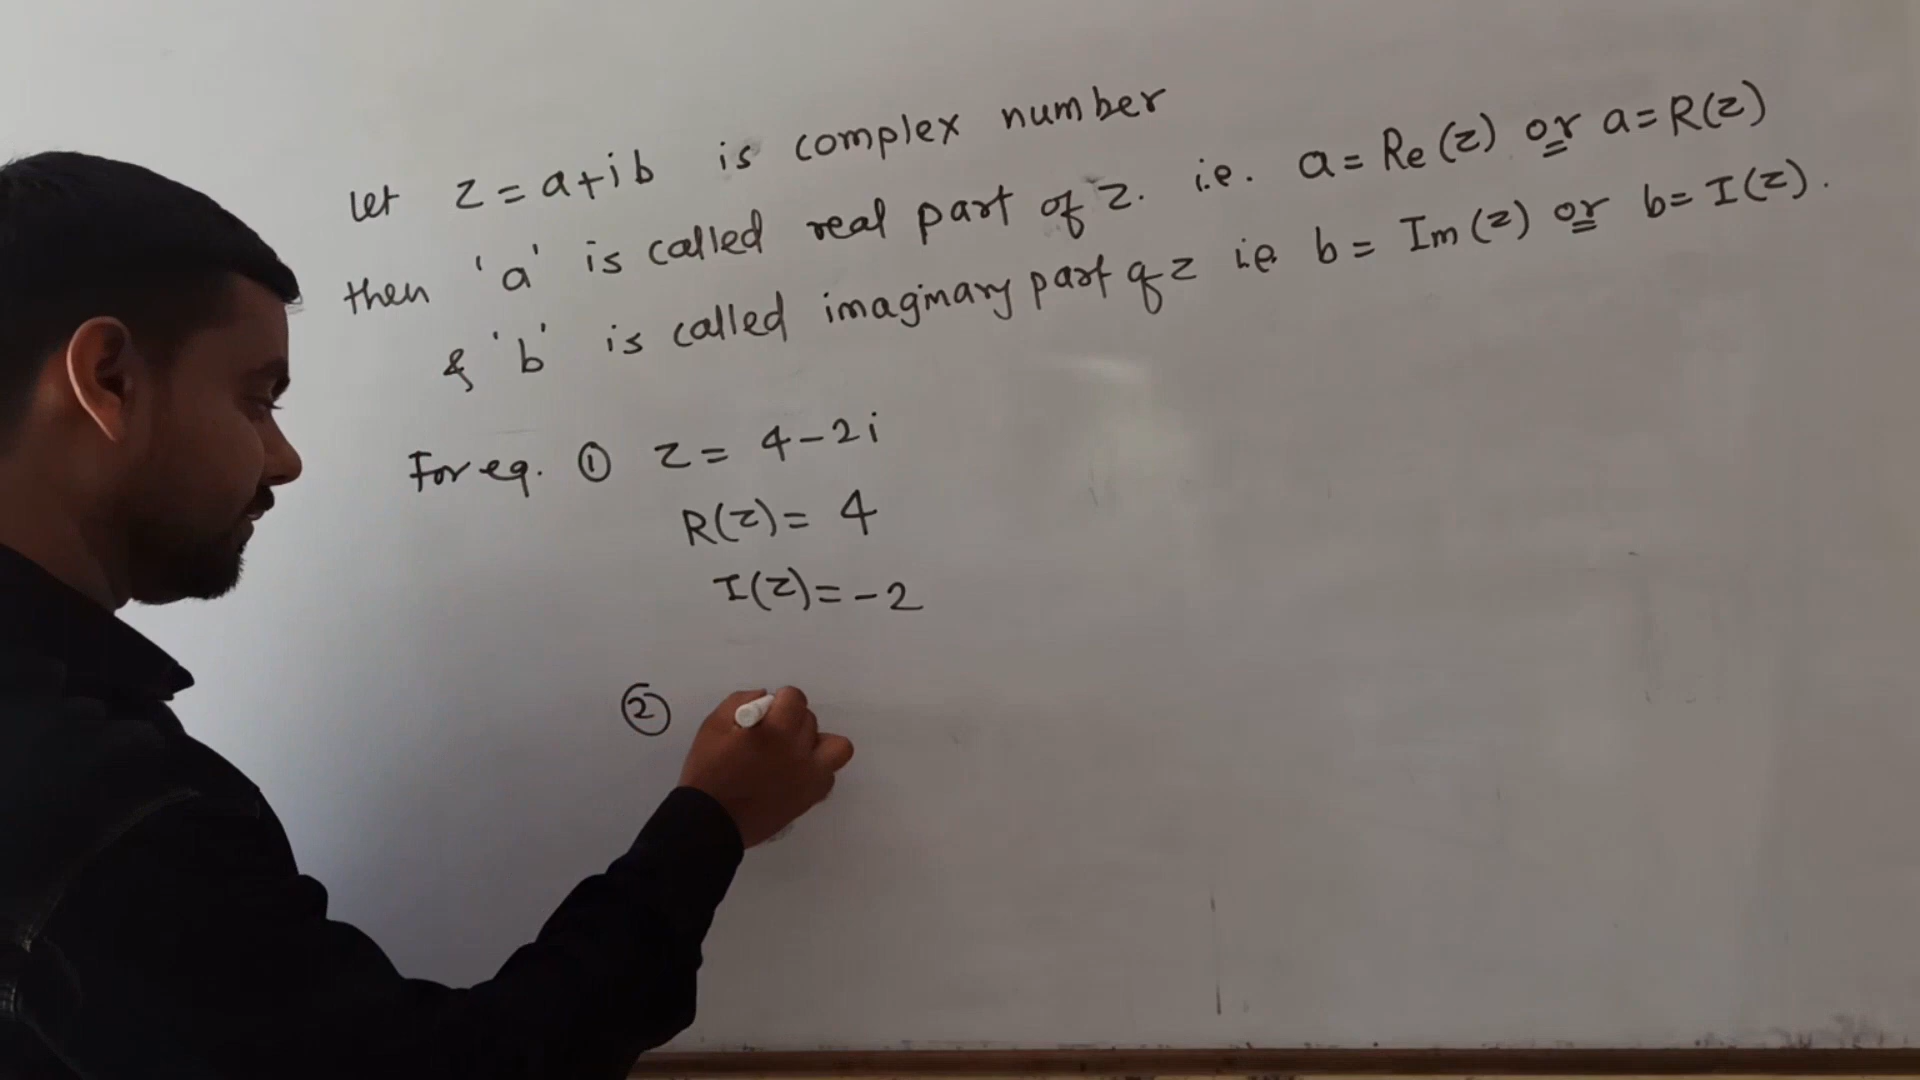 Let z = a+ib is complex number
then 'a' is called real part of z. i.e. a = Re(z) or a = R(z)
& 'b' is called imaginary part of z i.e b = Im(z) or b = I(z).
For eg. ① z = 4-2i
R(z) = 4
I(z) = -2
②